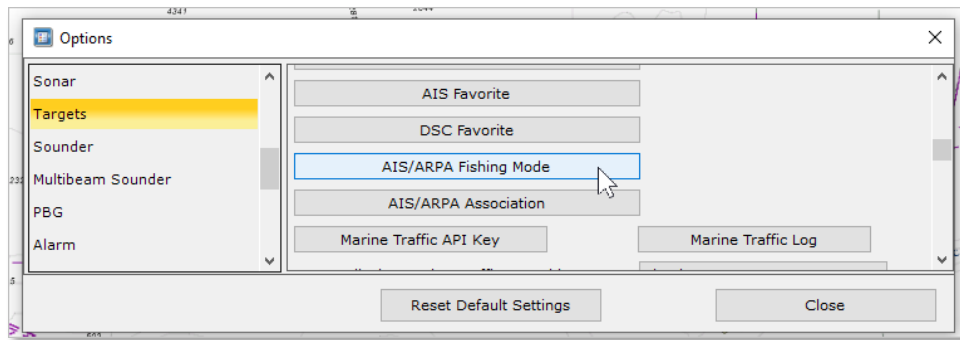 4341
Options
Sonar
Targets
Sounder
Multibeam Sounder
PBG
Alarm
AIS Favorite
DSC Favorite
AIS/ARPA Fishing Mode
AIS/ARPA Association
Marine Traffic API Key
Marine Traffic Log
Reset Default Settings
Close